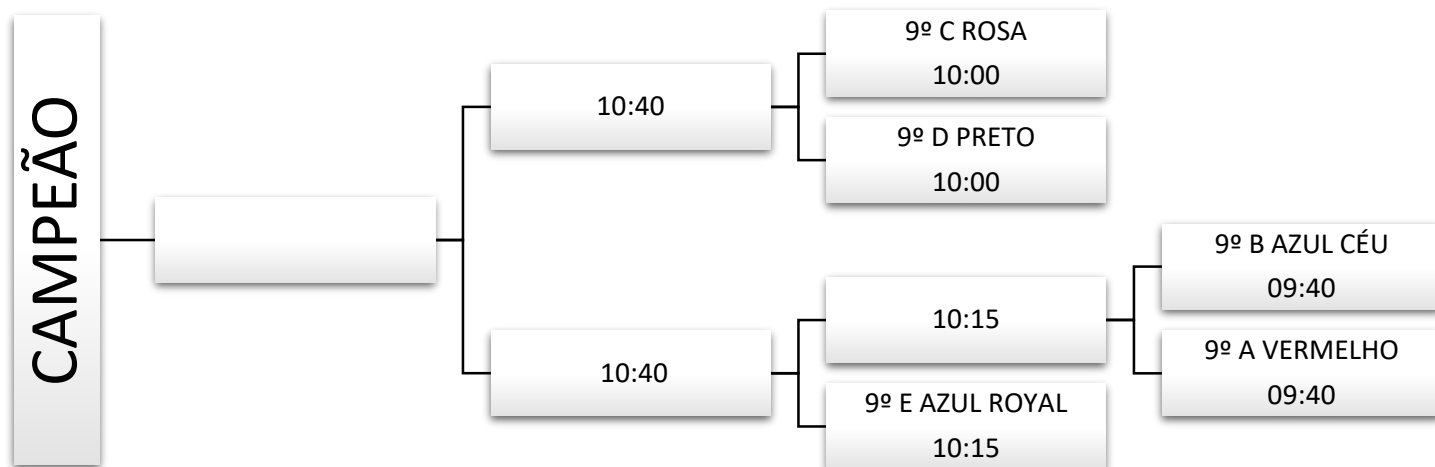 CAMPEÃO
10:40
9º C ROSA
10:00
9º D PRETO
10:00
10:40
10:15
9º B AZUL CÉU
09:40
9º A VERMELHO
09:40
9º E AZUL ROYAL
10:15